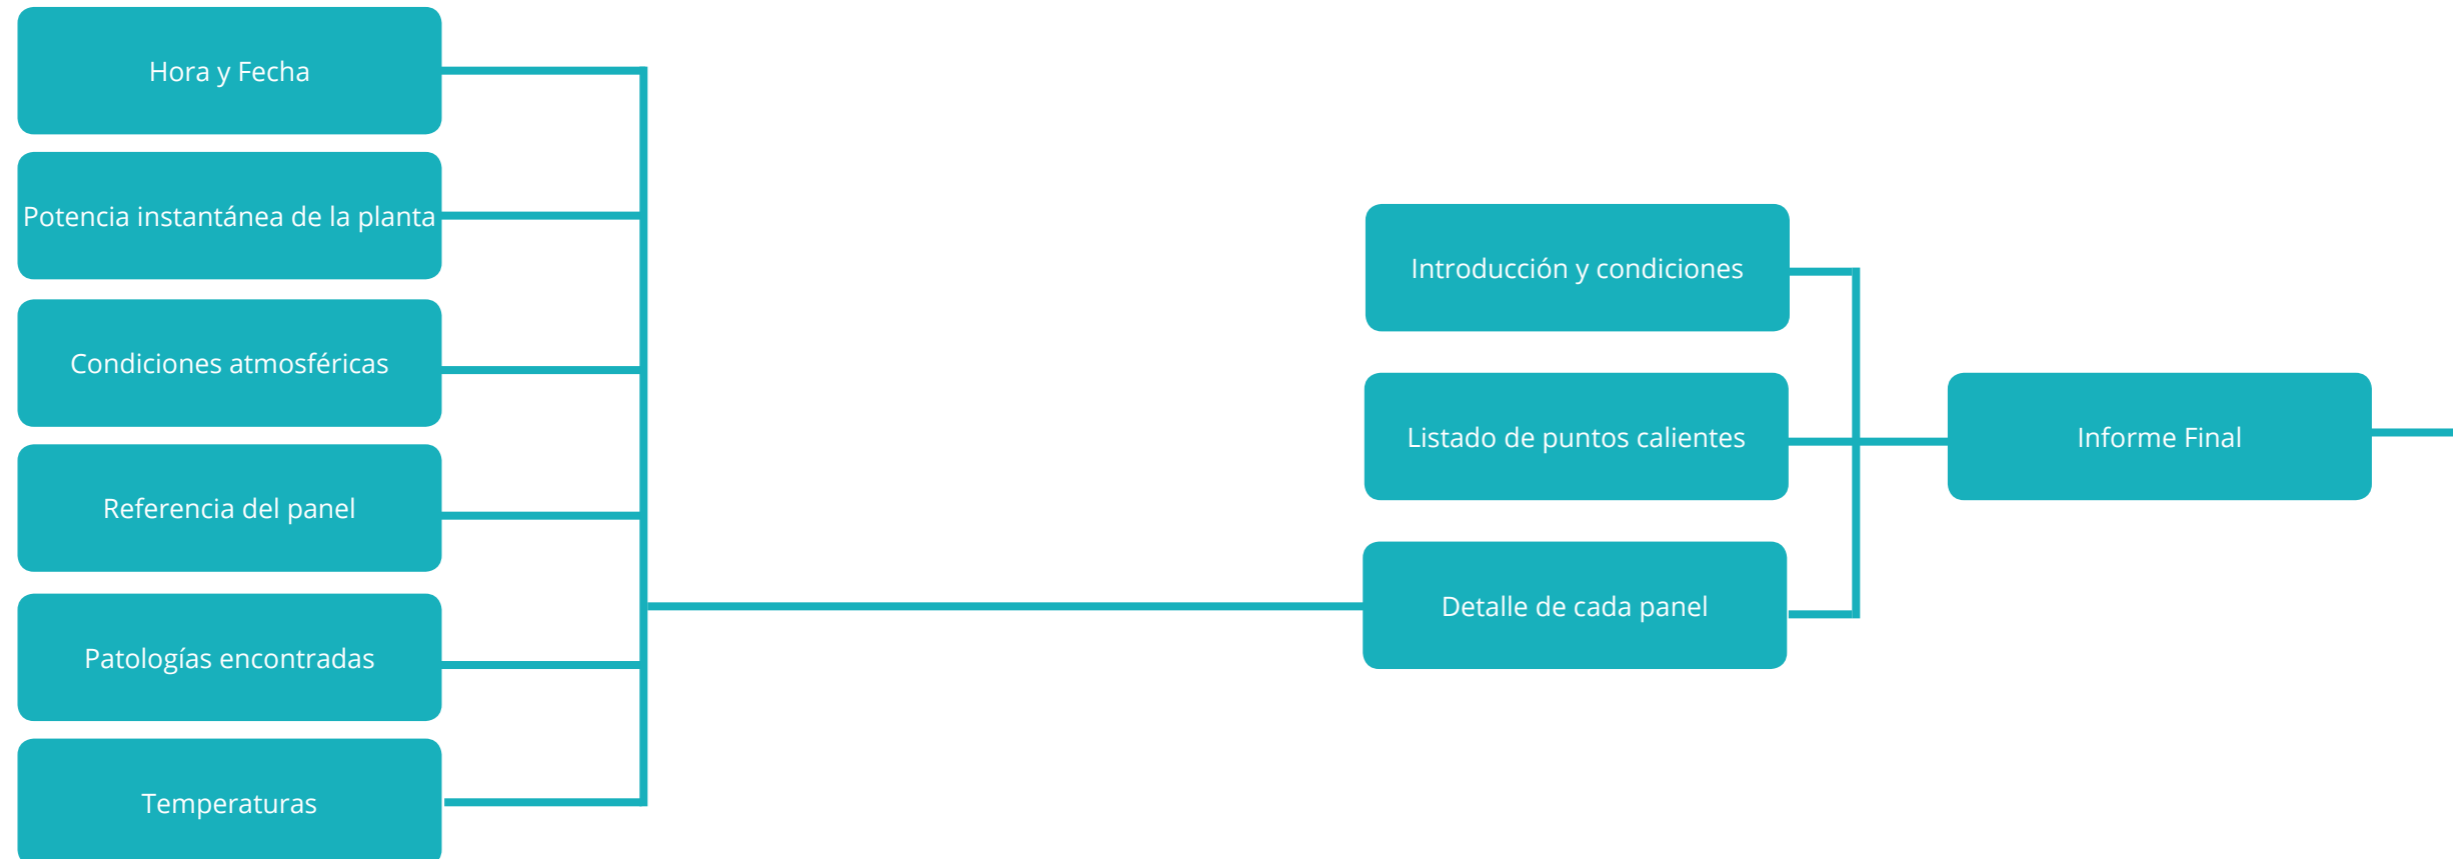 Hora y Fecha
Potencia instantánea de la planta
Condiciones atmosféricas
Referencia del panel
Patologías encontradas
Temperaturas
Introducción y condiciones
Listado de puntos calientes
Detalle de cada panel
Informe Final